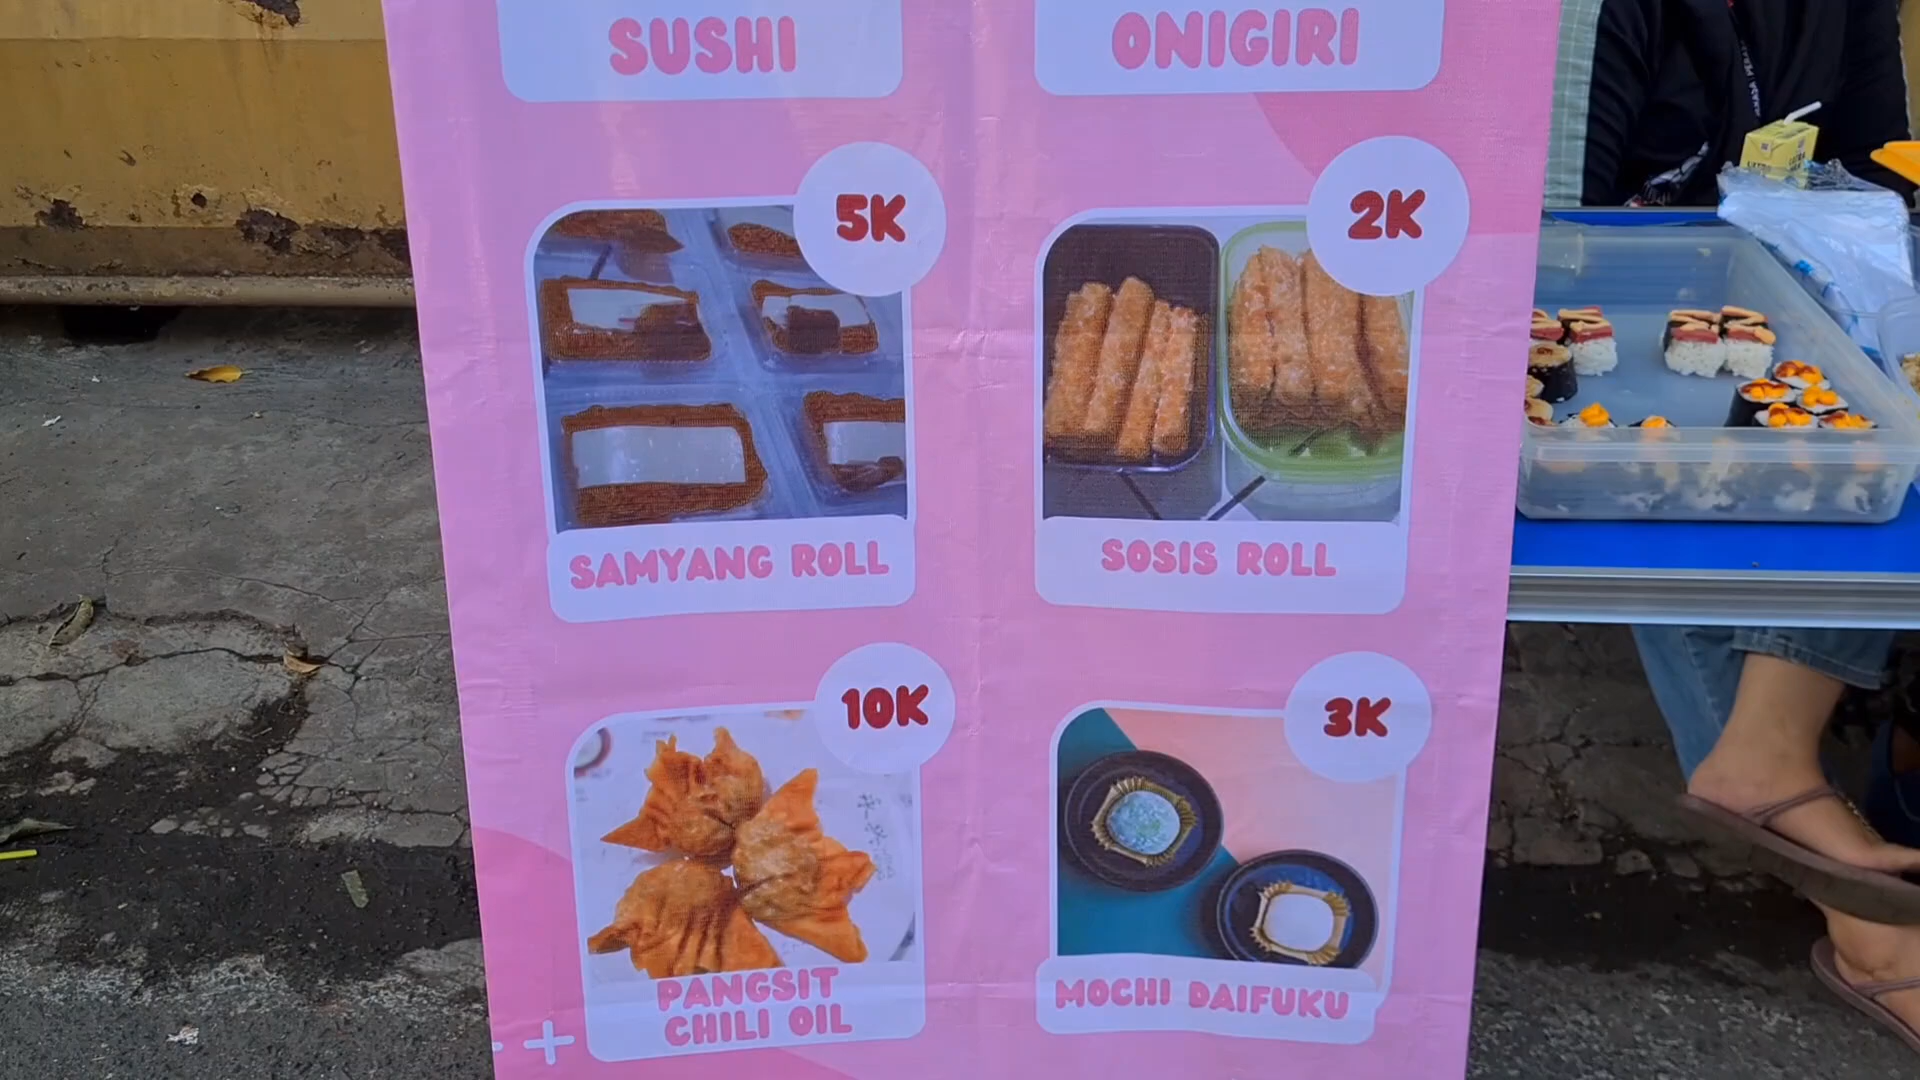 SUSHI
ONIGIRI
5K
2K
SAMYANG ROLL
SOSIS ROLL
10K
3K
PANGSIT
CHILI OIL
MOCHI DAIFUKU